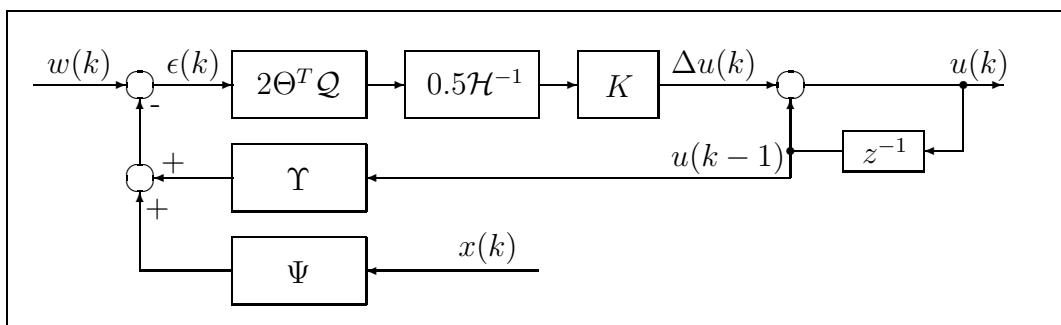 w(k) ϵ(k) 2Θ^T 𝒬 0.5ℋ^{-1} K Δu(k) u(k)
-
+ Υ u(k − 1) z^{-1}
+
Ψ x(k)